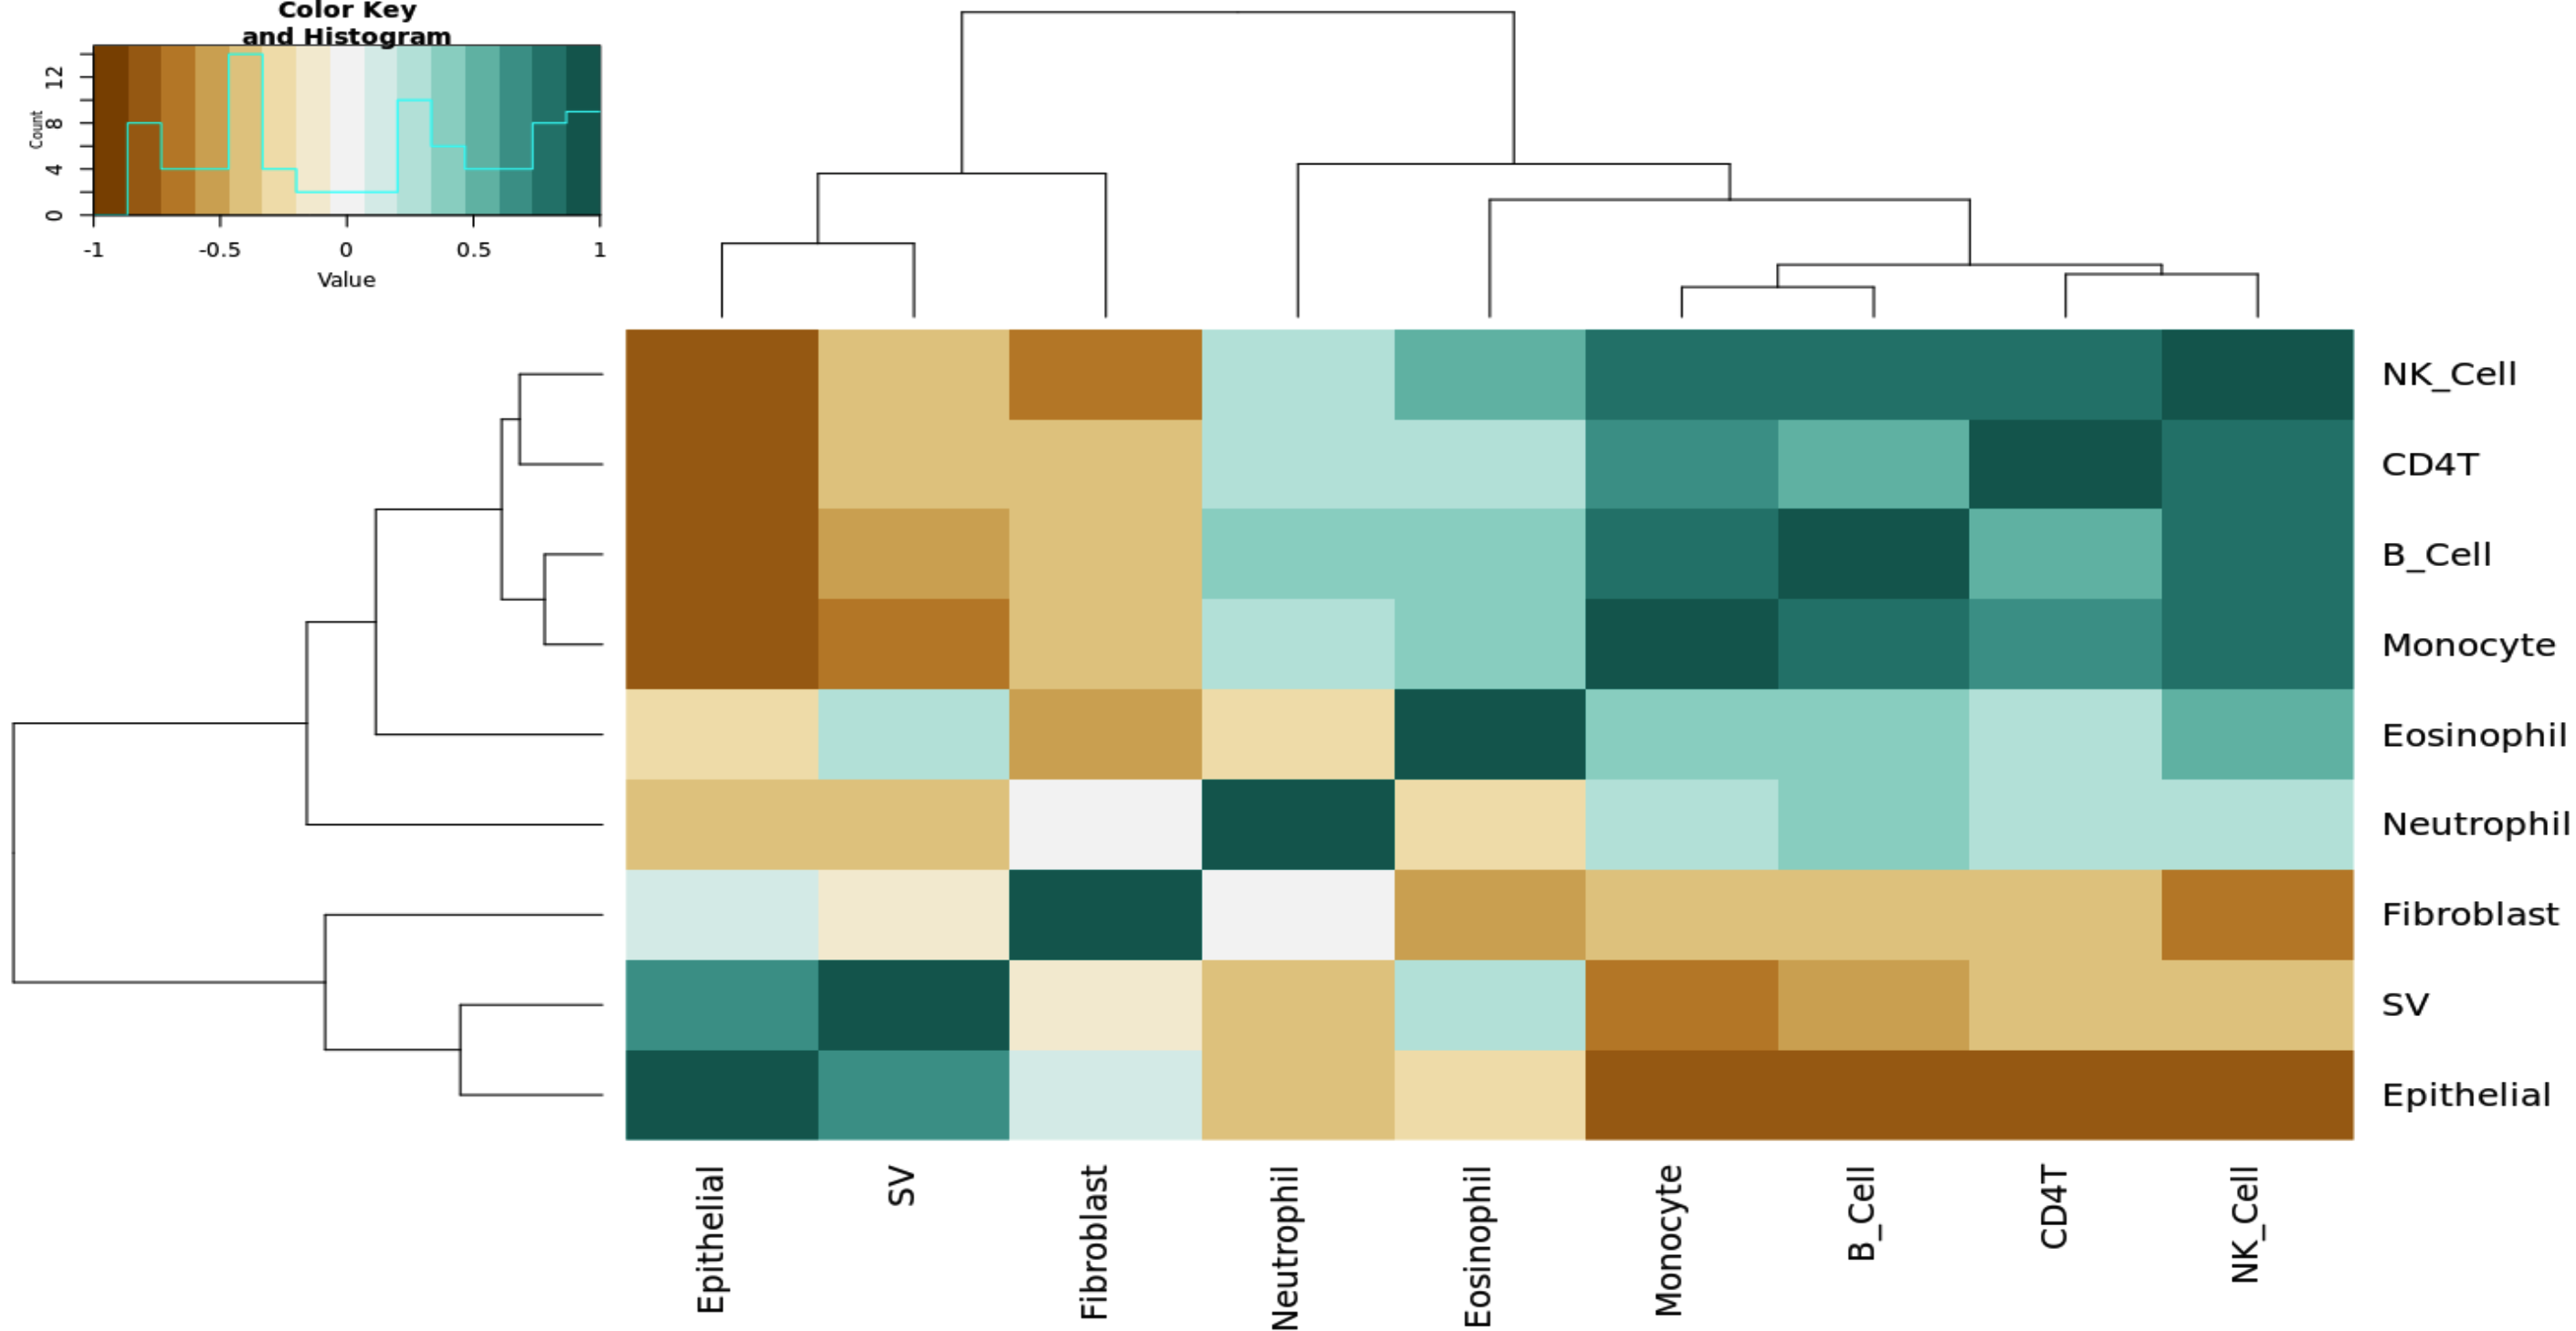 Color Key
and Histogram
Count
0 4 8 12
-1 -0.5 0 0.5 1
Value
NK_Cell
CD4T
B_Cell
Monocyte
Eosinophil
Neutrophil
Fibroblast
SV
Epithelial
Epithelial
SV
Fibroblast
Neutrophil
Eosinophil
Monocyte
B_Cell
CD4T
NK_Cell